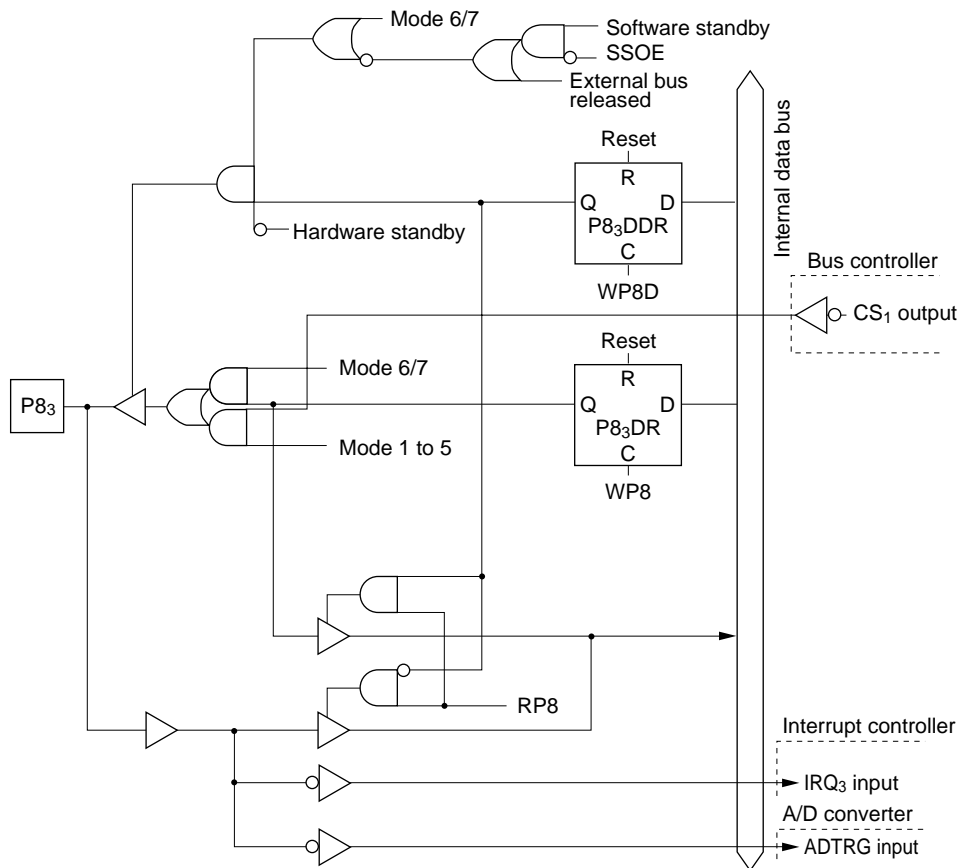 Mode 6/7
Software standby
SSOE
External bus
released
Internal data bus
Reset
R
Q
D
P8₃DDR
C
WP8D
Hardware standby
Bus controller
CS₁ output
Reset
R
Q
D
P8₃DR
C
WP8
Mode 6/7
P8₃
Mode 1 to 5
RP8
Interrupt controller
IRQ₃ input
A/D converter
ADTRG input